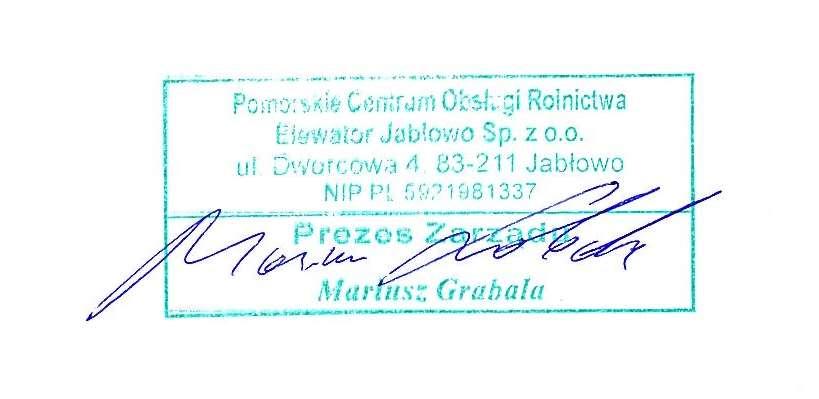 Pomorskie Centrum Obsługi Rolnictwa
Elewator Jabłowo Sp. z o.o.
ul. Dworcowa 4, 83-211 Jabłowo
NIP PL 5921981337
Prezes Zarządu
Mariusz Grabala